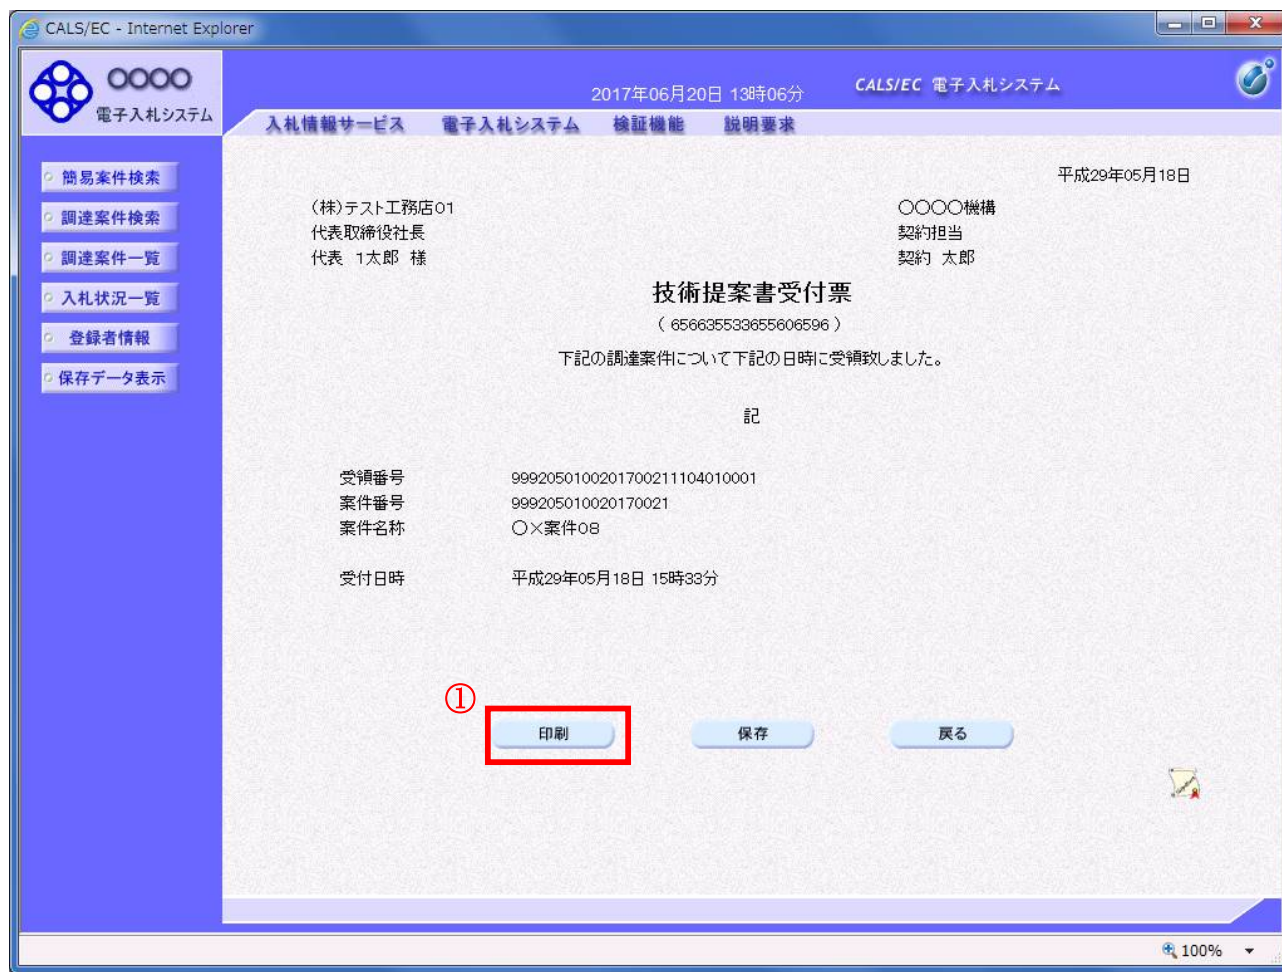 CALS/EC - Internet Explorer
〇〇〇〇
電子入札システム
2017年06月20日 13時06分
CALS/EC 電子入札システム
入札情報サービス 電子入札システム 検証機能 説明要求
簡易案件検索
調達案件検索
調達案件一覧
入札状況一覧
登録者情報
保存データ表示
平成29年05月18日
(株)テスト工務店01
代表取締役社長
代表 1太郎 様
〇〇〇〇機構
契約担当
契約 太郎
技術提案書受付票
( 656635533655606596 )
下記の調達案件について下記の日時に受領致しました。
記
受領番号 9992050100201700211104010001
案件番号 999205010020170021
案件名称 〇×案件08
受付日時 平成29年05月18日 15時33分
①
印刷 保存 戻る
100%